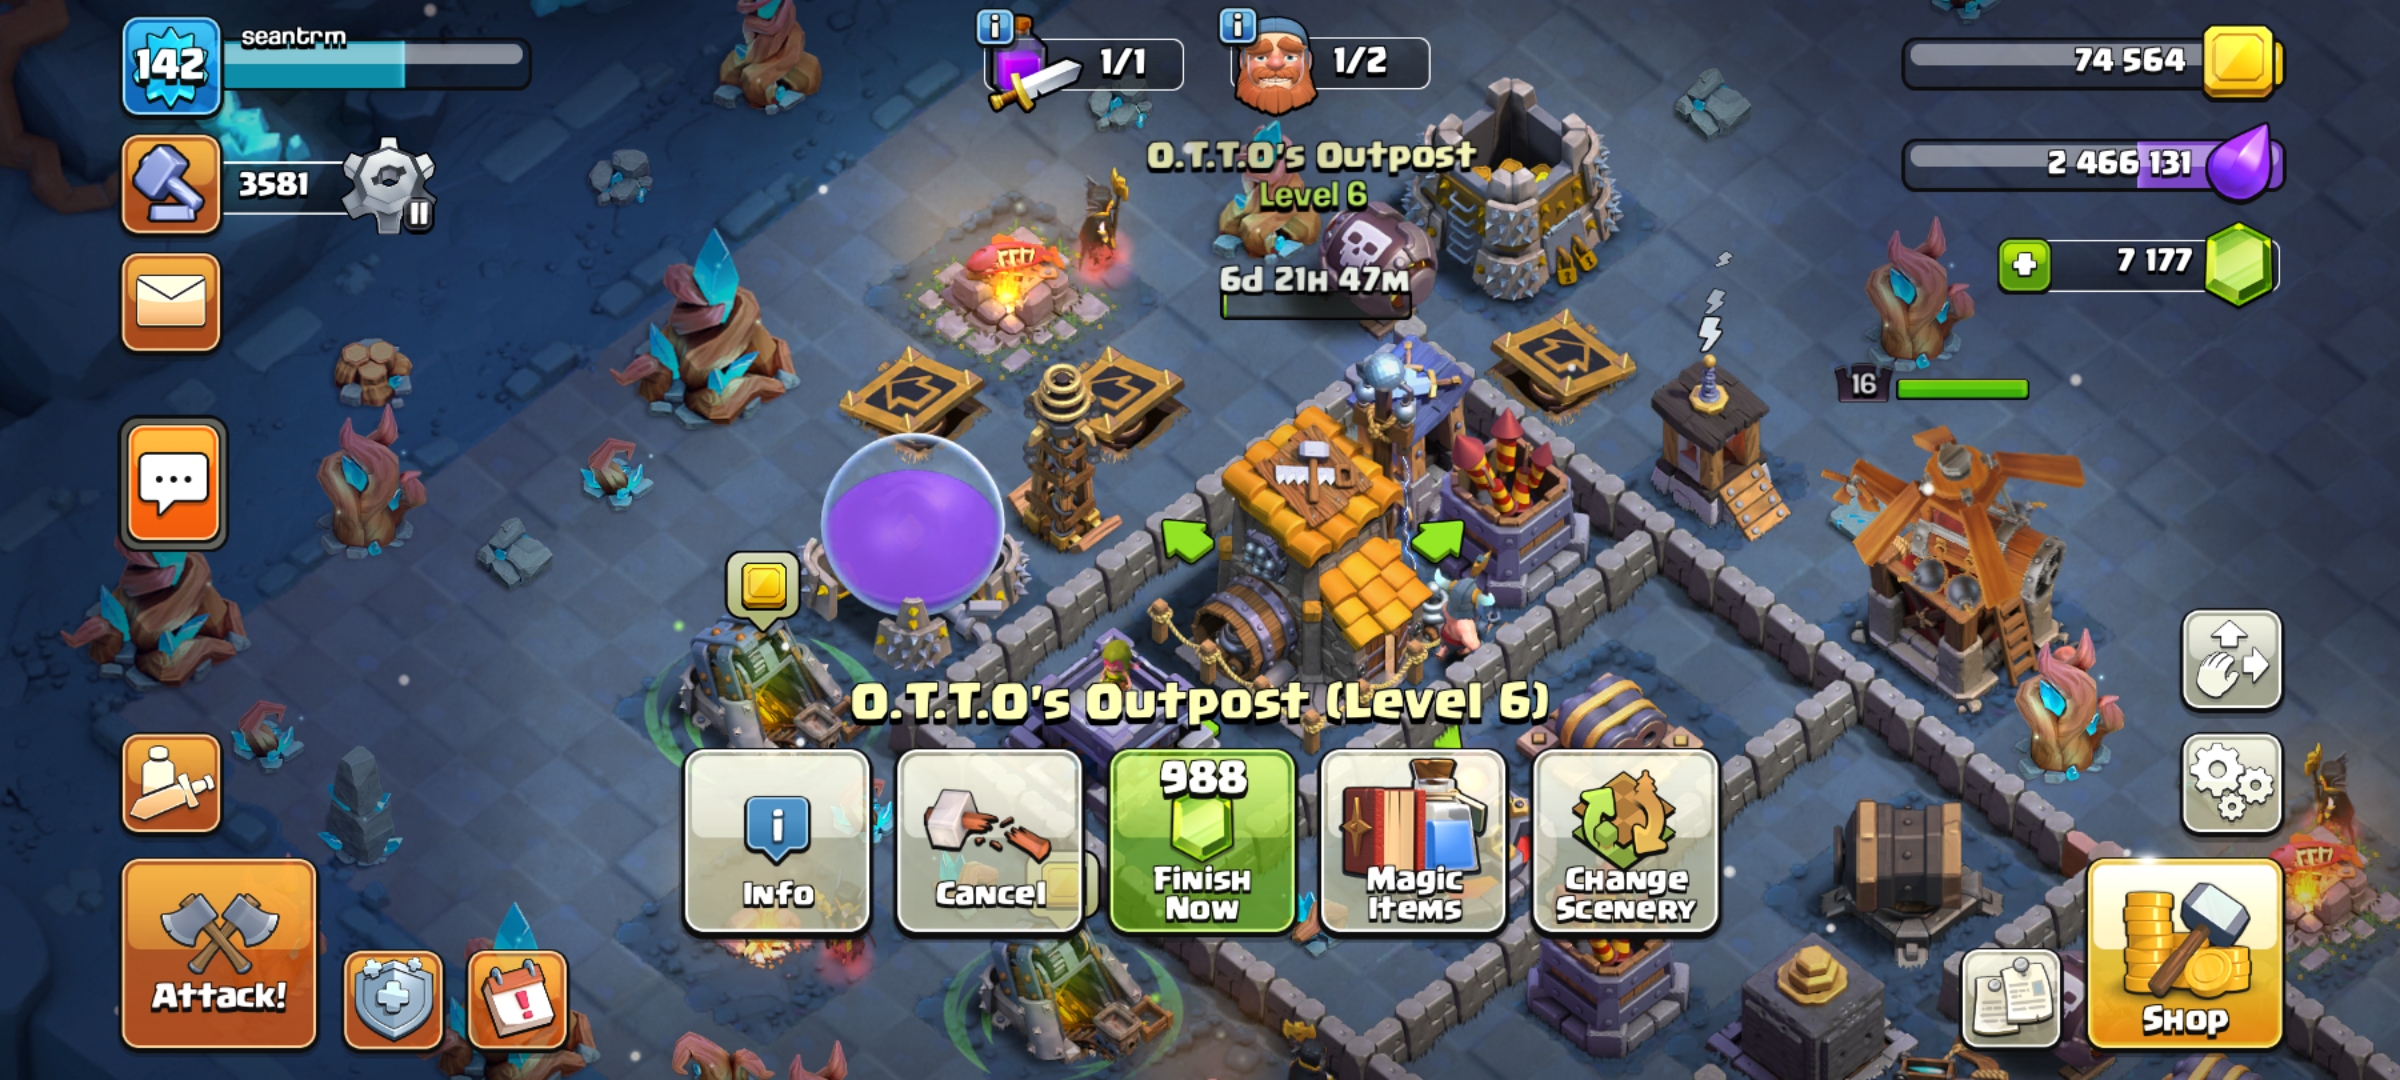 142
seantrm
1/1
1/2
74 564
3581
2 466 131
7 177
O.T.T.O's Outpost
Level 6
6d 21H 47M
16
O.T.T.O's Outpost (Level 6)
Info
Cancel
988
Finish
Now
Magic
Items
Change
Scenery
Attack!
Shop